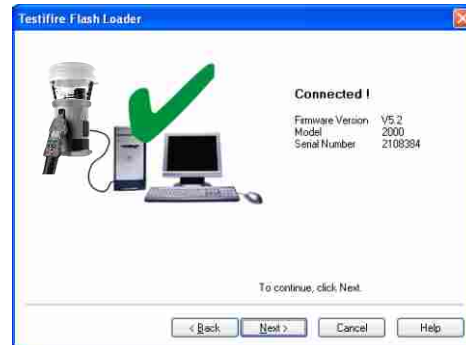 Testifire Flash Loader
Connected !
Firmware Version V5.2
Model 2000
Serial Number 2108384
To continue, click Next.
< Back
Next >
Cancel
Help